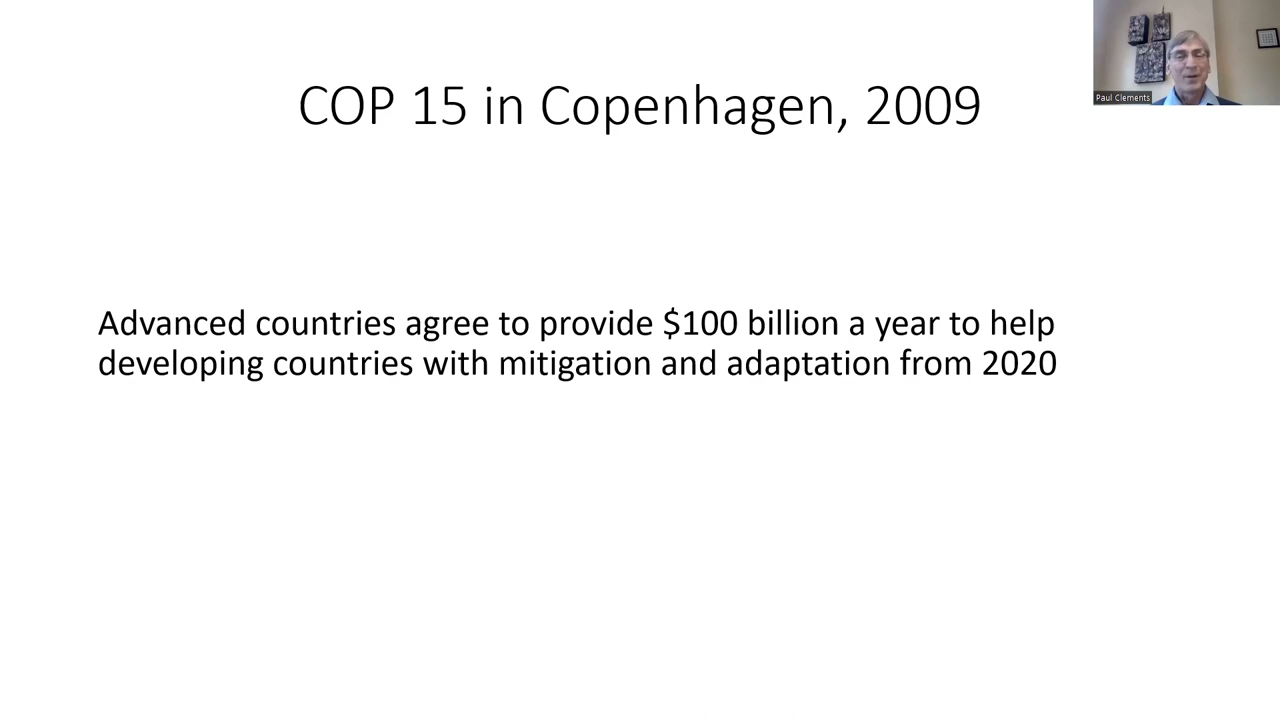 COP 15 in Copenhagen, 2009
Paul Clements
Advanced countries agree to provide $100 billion a year to help
developing countries with mitigation and adaptation from 2020